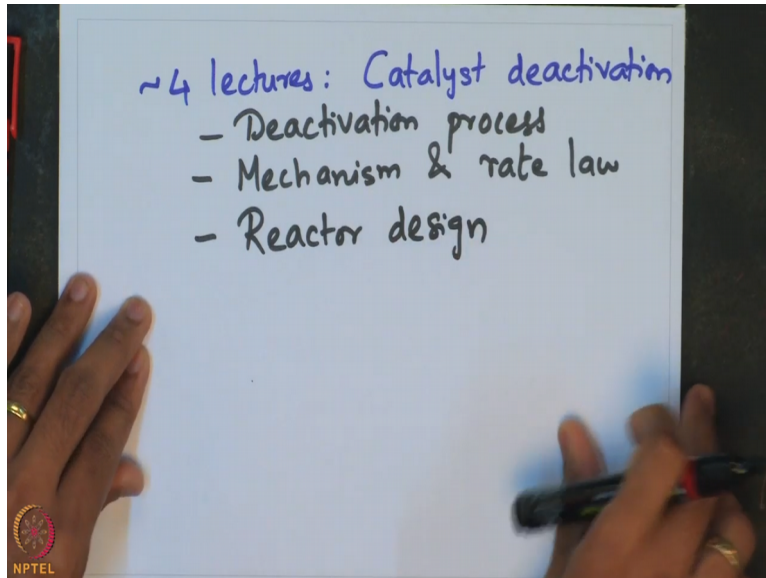 ~4 lectures: Catalyst deactivation
- Deactivation process
- Mechanism & rate law
- Reactor design
NPTEL